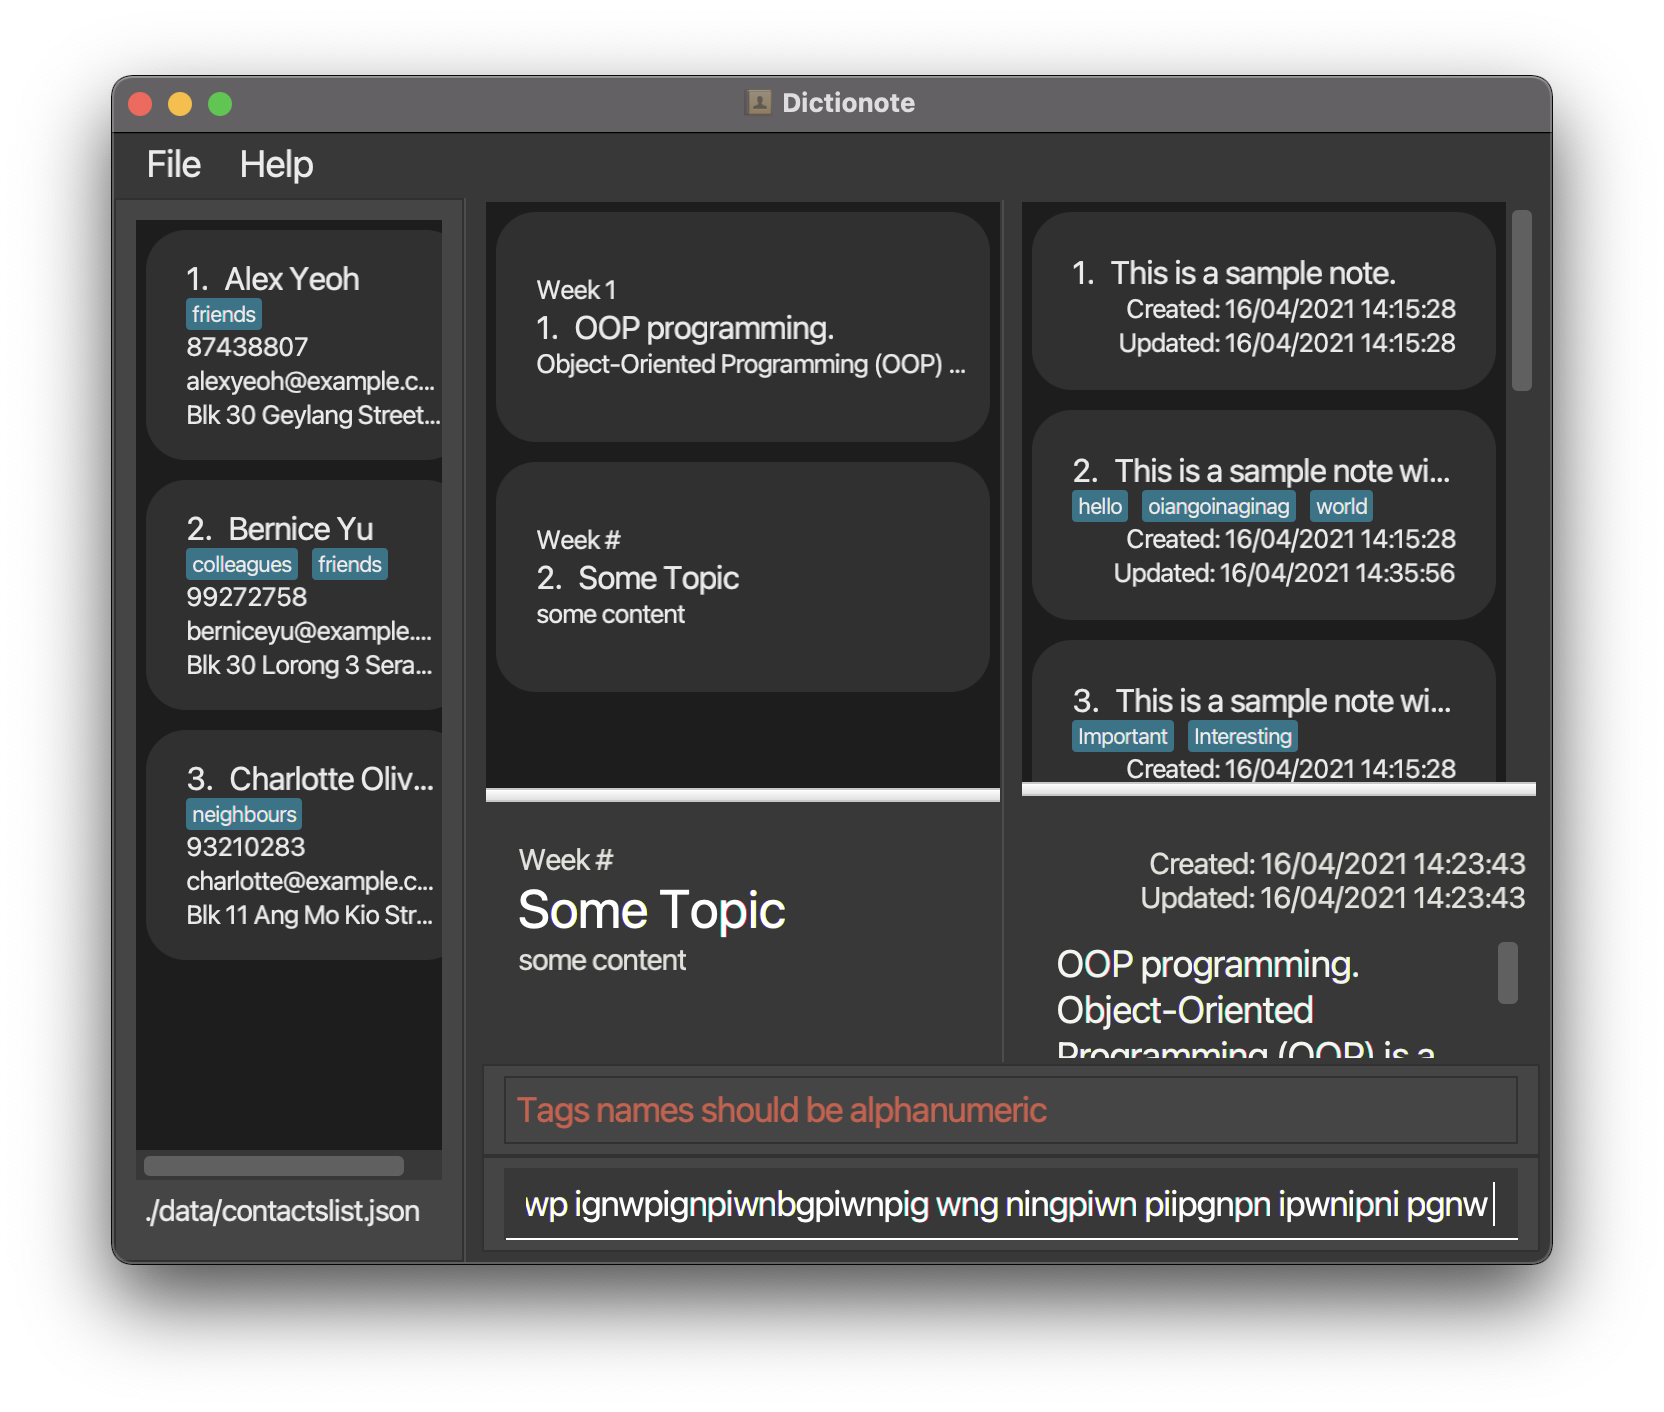 Dictionote
File Help
1. Alex Yeoh
friends
87438807
alexyeoh@example.c...
Blk 30 Geylang Street...
2. Bernice Yu
colleagues friends
99272758
berniceyu@example....
Blk 30 Lorong 3 Sera...
3. Charlotte Oliv...
neighbours
93210283
charlotte@example.c...
Blk 11 Ang Mo Kio Str...
./data/contactslist.json
Week 1
1. OOP programming.
Object-Oriented Programming (OOP) ...
Week #
2. Some Topic
some content
Week #
Some Topic
some content
1. This is a sample note.
Created: 16/04/2021 14:15:28
Updated: 16/04/2021 14:15:28
2. This is a sample note wi...
hello oiangoinaginag world
Created: 16/04/2021 14:15:28
Updated: 16/04/2021 14:35:56
3. This is a sample note wi...
Important Interesting
Created: 16/04/2021 14:15:28
Created: 16/04/2021 14:23:43
Updated: 16/04/2021 14:23:43
OOP programming.
Object-Oriented
Programming (OOP) is a
Tags names should be alphanumeric
wp ignwpignpiwnbgpiwnpig wng ningpiwn piipgnpn ipwnipni pgnw